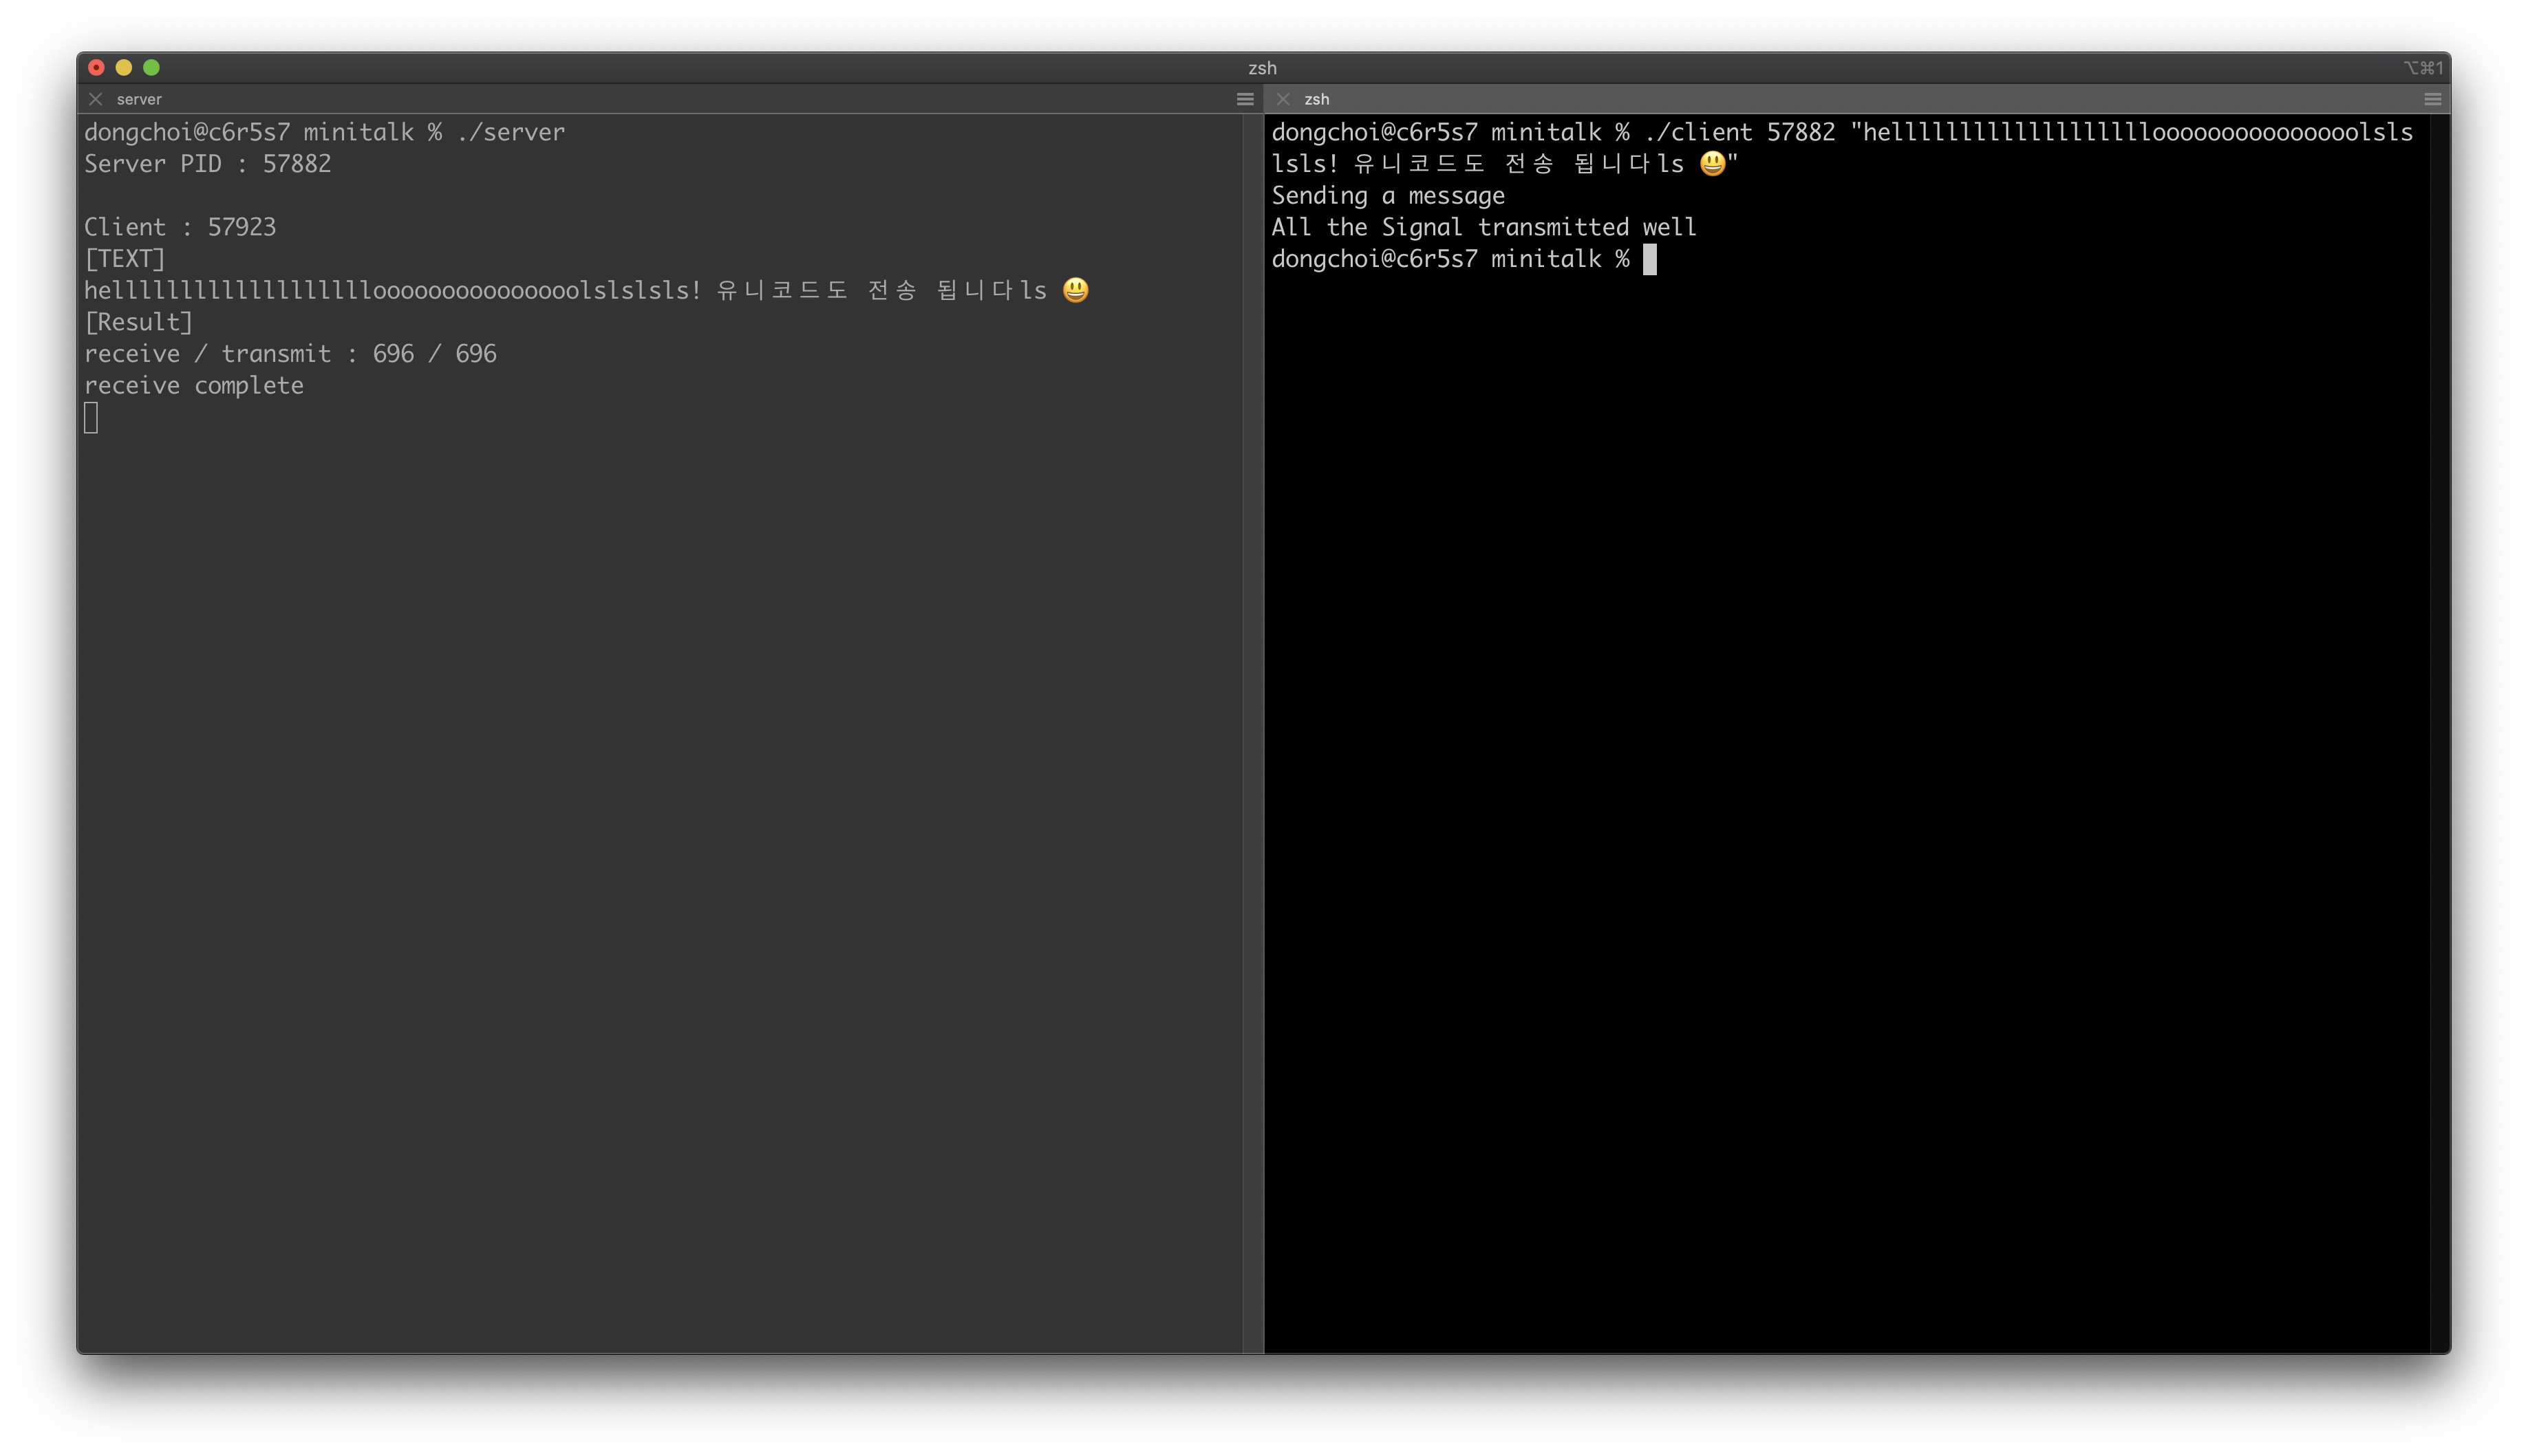 zsh
⌥⌘1
server
dongchoi@c6r5s7 minitalk % ./server
Server PID : 57882
Client : 57923
[TEXT]
helllllllllllllllllllooooooooooooooolslslsls! 유니코드도 전송 됩니다ls 😃
[Result]
receive / transmit : 696 / 696
receive complete
zsh
dongchoi@c6r5s7 minitalk % ./client 57882 "helllllllllllllllllllooooooooooooooolsls
lsls! 유니코드도 전송 됩니다ls 😃"
Sending a message
All the Signal transmitted well
dongchoi@c6r5s7 minitalk %